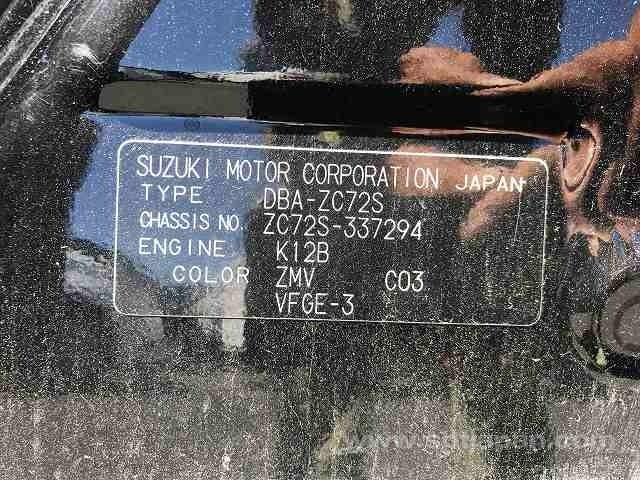 SUZUKI MOTOR CORPORATION JAPAN
TYPE DBA-ZC72S
CHASSIS NO. ZC72S-337294
ENGINE K12B
COLOR ZMV C03
VFGE-3